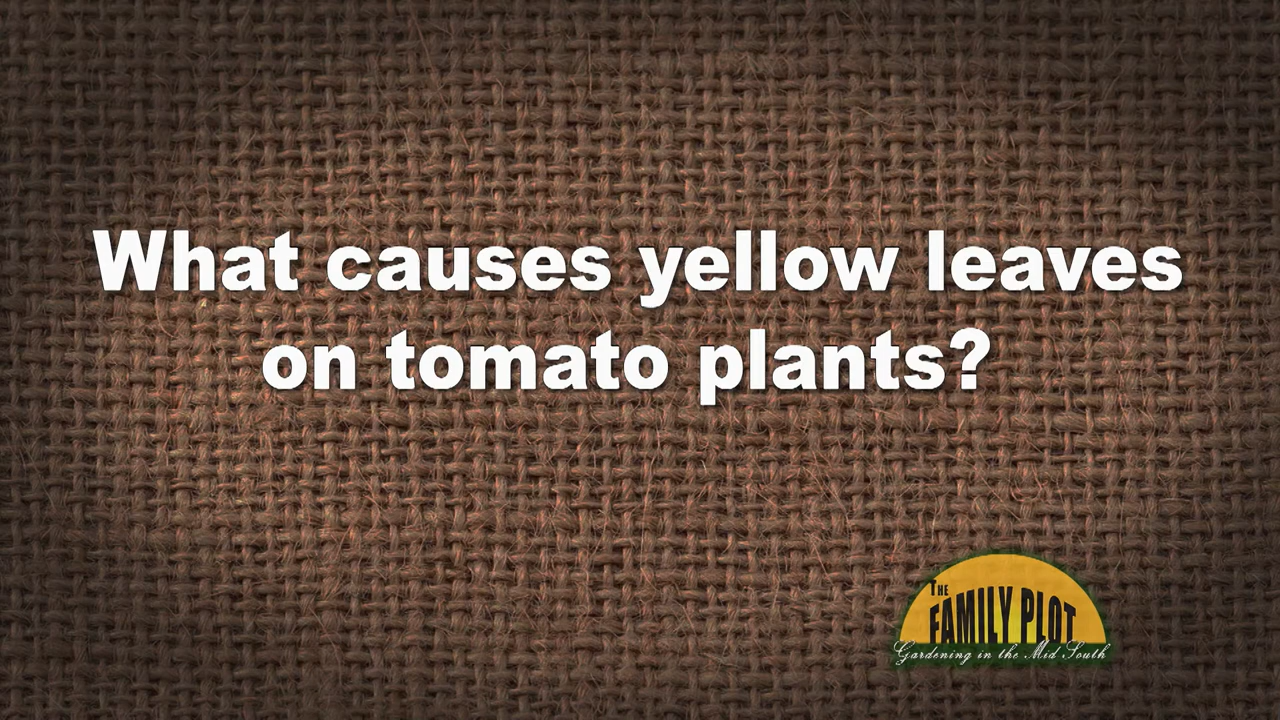 What causes yellow leaves
on tomato plants?
THE
FAMILY PLOT
Gardening in the Mid South